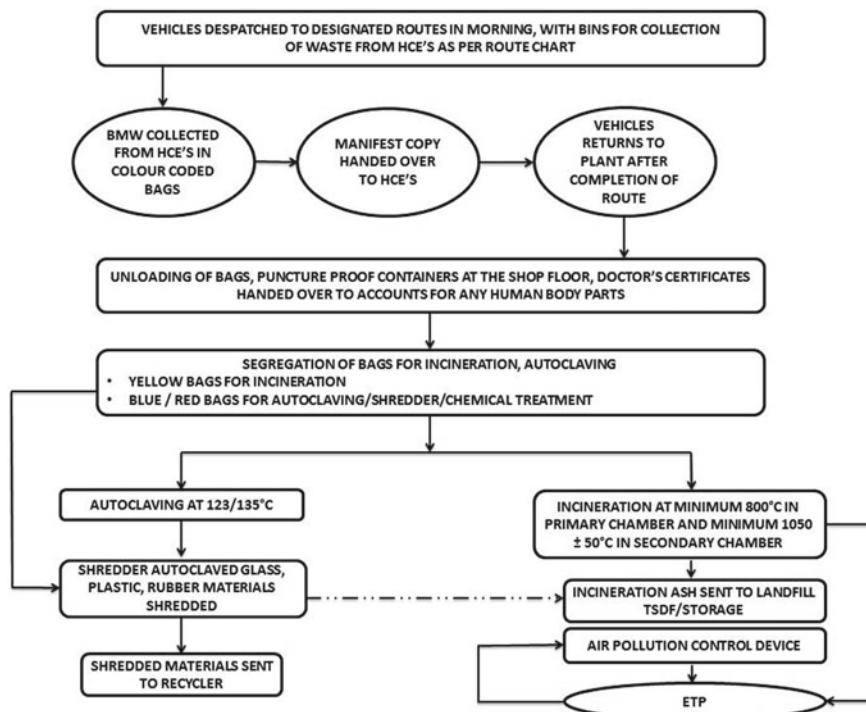 VEHICLES DESPATCHED TO DESIGNATED ROUTES IN MORNING, WITH BINS FOR COLLECTION
OF WASTE FROM HCE'S AS PER ROUTE CHART
BMW COLLECTED
FROM HCE'S IN
COLOUR CODED
BAGS
MANIFEST COPY
HANDED OVER
TO HCE'S
VEHICLES
RETURNS TO
PLANT AFTER
COMPLETION OF
ROUTE
UNLOADING OF BAGS, PUNCTURE PROOF CONTAINERS AT THE SHOP FLOOR, DOCTOR'S CERTIFICATES
HANDED OVER TO ACCOUNTS FOR ANY HUMAN BODY PARTS
SEGREGATION OF BAGS FOR INCINERATION, AUTOCLAVING
• YELLOW BAGS FOR INCINERATION
• BLUE / RED BAGS FOR AUTOCLAVING/SHREDDER/CHEMICAL TREATMENT
AUTOCLAVING AT 123/135°C
SHREDDER AUTOCLAVED GLASS,
PLASTIC, RUBBER MATERIALS
SHREDDED
SHREDDED MATERIALS SENT
TO RECYCLER
INCINERATION AT MINIMUM 800°C IN
PRIMARY CHAMBER AND MINIMUM 1050
± 50°C IN SECONDARY CHAMBER
INCINERATION ASH SENT TO LANDFILL
TSDF/STORAGE
AIR POLLUTION CONTROL DEVICE
ETP